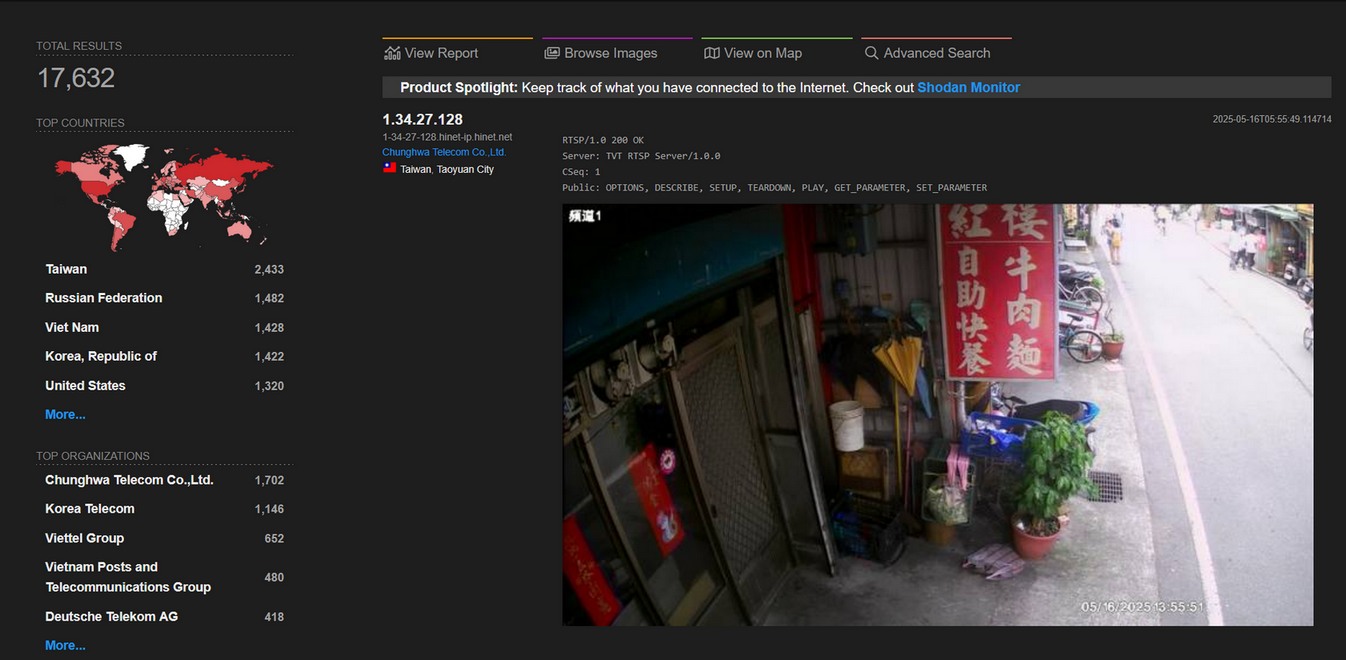 TOTAL RESULTS
17,632
TOP COUNTRIES
Taiwan 2,433
Russian Federation 1,482
Viet Nam 1,428
Korea, Republic of 1,422
United States 1,320
More...
TOP ORGANIZATIONS
Chunghwa Telecom Co.,Ltd. 1,702
Korea Telecom 1,146
Viettel Group 652
Vietnam Posts and
Telecommunications Group 480
Deutsche Telekom AG 418
More...
View Report
Browse Images
View on Map
Advanced Search
Product Spotlight: Keep track of what you have connected to the Internet. Check out Shodan Monitor
1.34.27.128
1-34-27-128.hinet-ip.hinet.net
Chunghwa Telecom Co.,Ltd.
Taiwan, Taoyuan City
2025-05-16T05:55:49.114714
RTSP/1.0 200 OK
Server: TVT RTSP Server/1.0.0
CSeq: 1
Public: OPTIONS, DESCRIBE, SETUP, TEARDOWN, PLAY, GET_PARAMETER, SET_PARAMETER
頻道1
紅樓
牛肉麵
自助快餐
05/16/2025 13:55:51